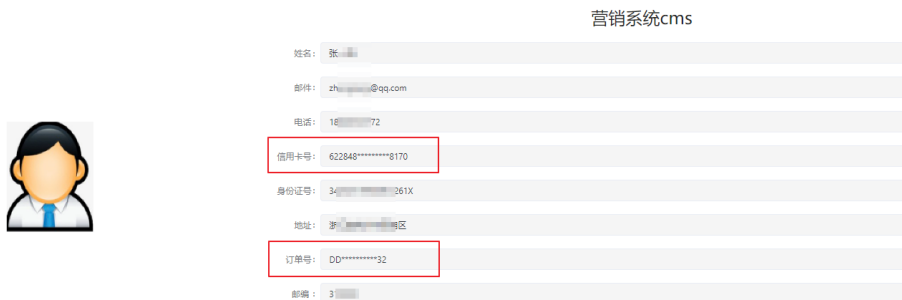 营销系统cms
姓名： 张
邮件： zh @qq.com
电话： 18 72
信用卡号： 622848*********8170
身份证号： 34 261X
地址： 浙 区
订单号： DD**********32
邮编： 3